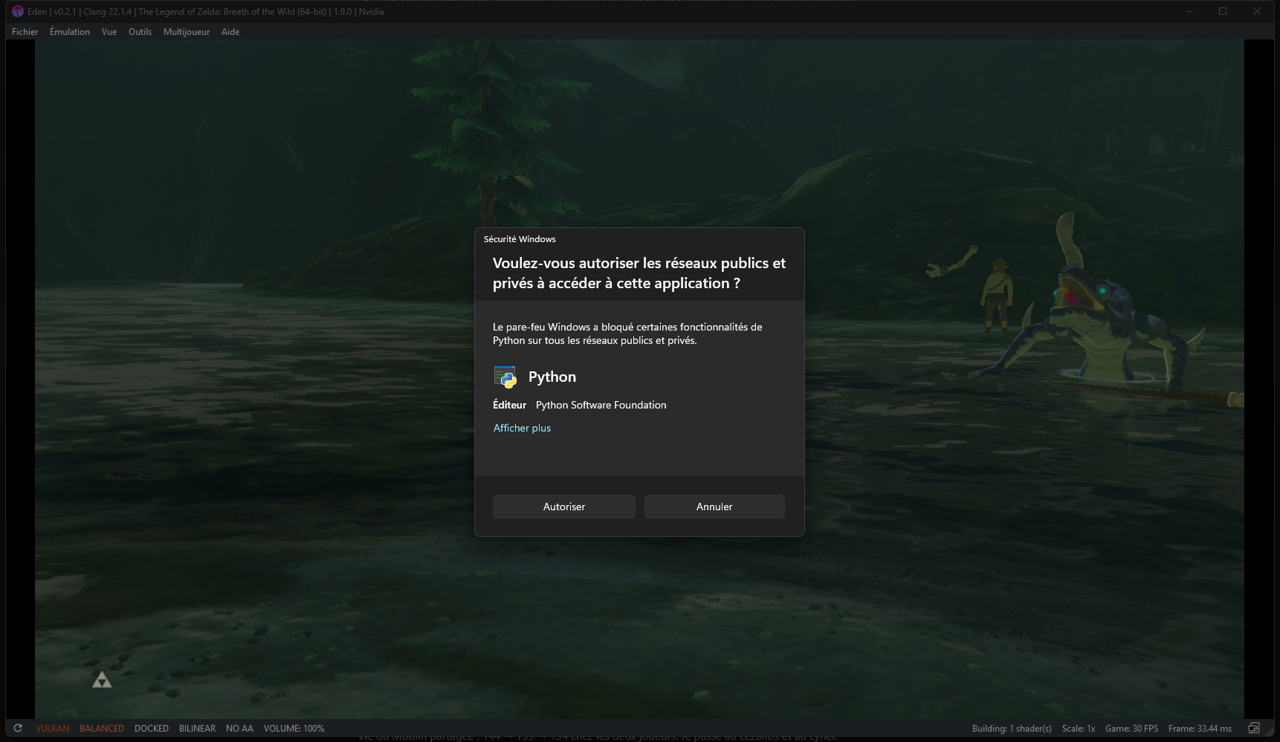 Eden | v0.2.1 | Clang 22.1.4 | The Legend of Zelda: Breath of the Wild (64-bit) | 1.9.0 | Nvidia
Fichier Émulation Vue Outils Multijoueur Aide
Sécurité Windows
Voulez-vous autoriser les réseaux publics et
privés à accéder à cette application ?
Le pare-feu Windows a bloqué certaines fonctionnalités de
Python sur tous les réseaux publics et privés.
Python
Éditeur Python Software Foundation
Afficher plus
Autoriser Annuler
VULKAN BALANCED DOCKED BILINEAR NO AA VOLUME: 100% Building: 1 shader(s) Scale: 1x Game: 30 FPS Frame: 33.44 ms